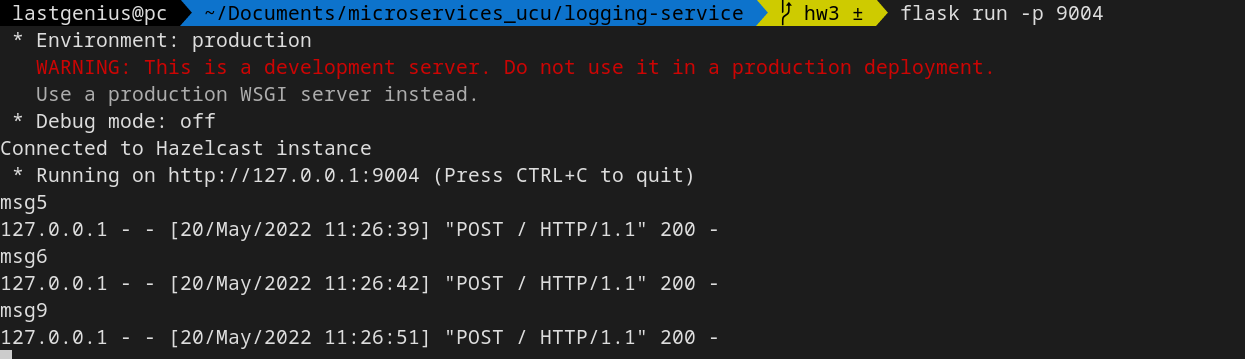 lastgenius@pc ~/Documents/microservices_ucu/logging-service hw3 ± flask run -p 9004
* Environment: production
WARNING: This is a development server. Do not use it in a production deployment.
Use a production WSGI server instead.
* Debug mode: off
Connected to Hazelcast instance
* Running on http://127.0.0.1:9004 (Press CTRL+C to quit)
msg5
127.0.0.1 - - [20/May/2022 11:26:39] "POST / HTTP/1.1" 200 -
msg6
127.0.0.1 - - [20/May/2022 11:26:42] "POST / HTTP/1.1" 200 -
msg9
127.0.0.1 - - [20/May/2022 11:26:51] "POST / HTTP/1.1" 200 -